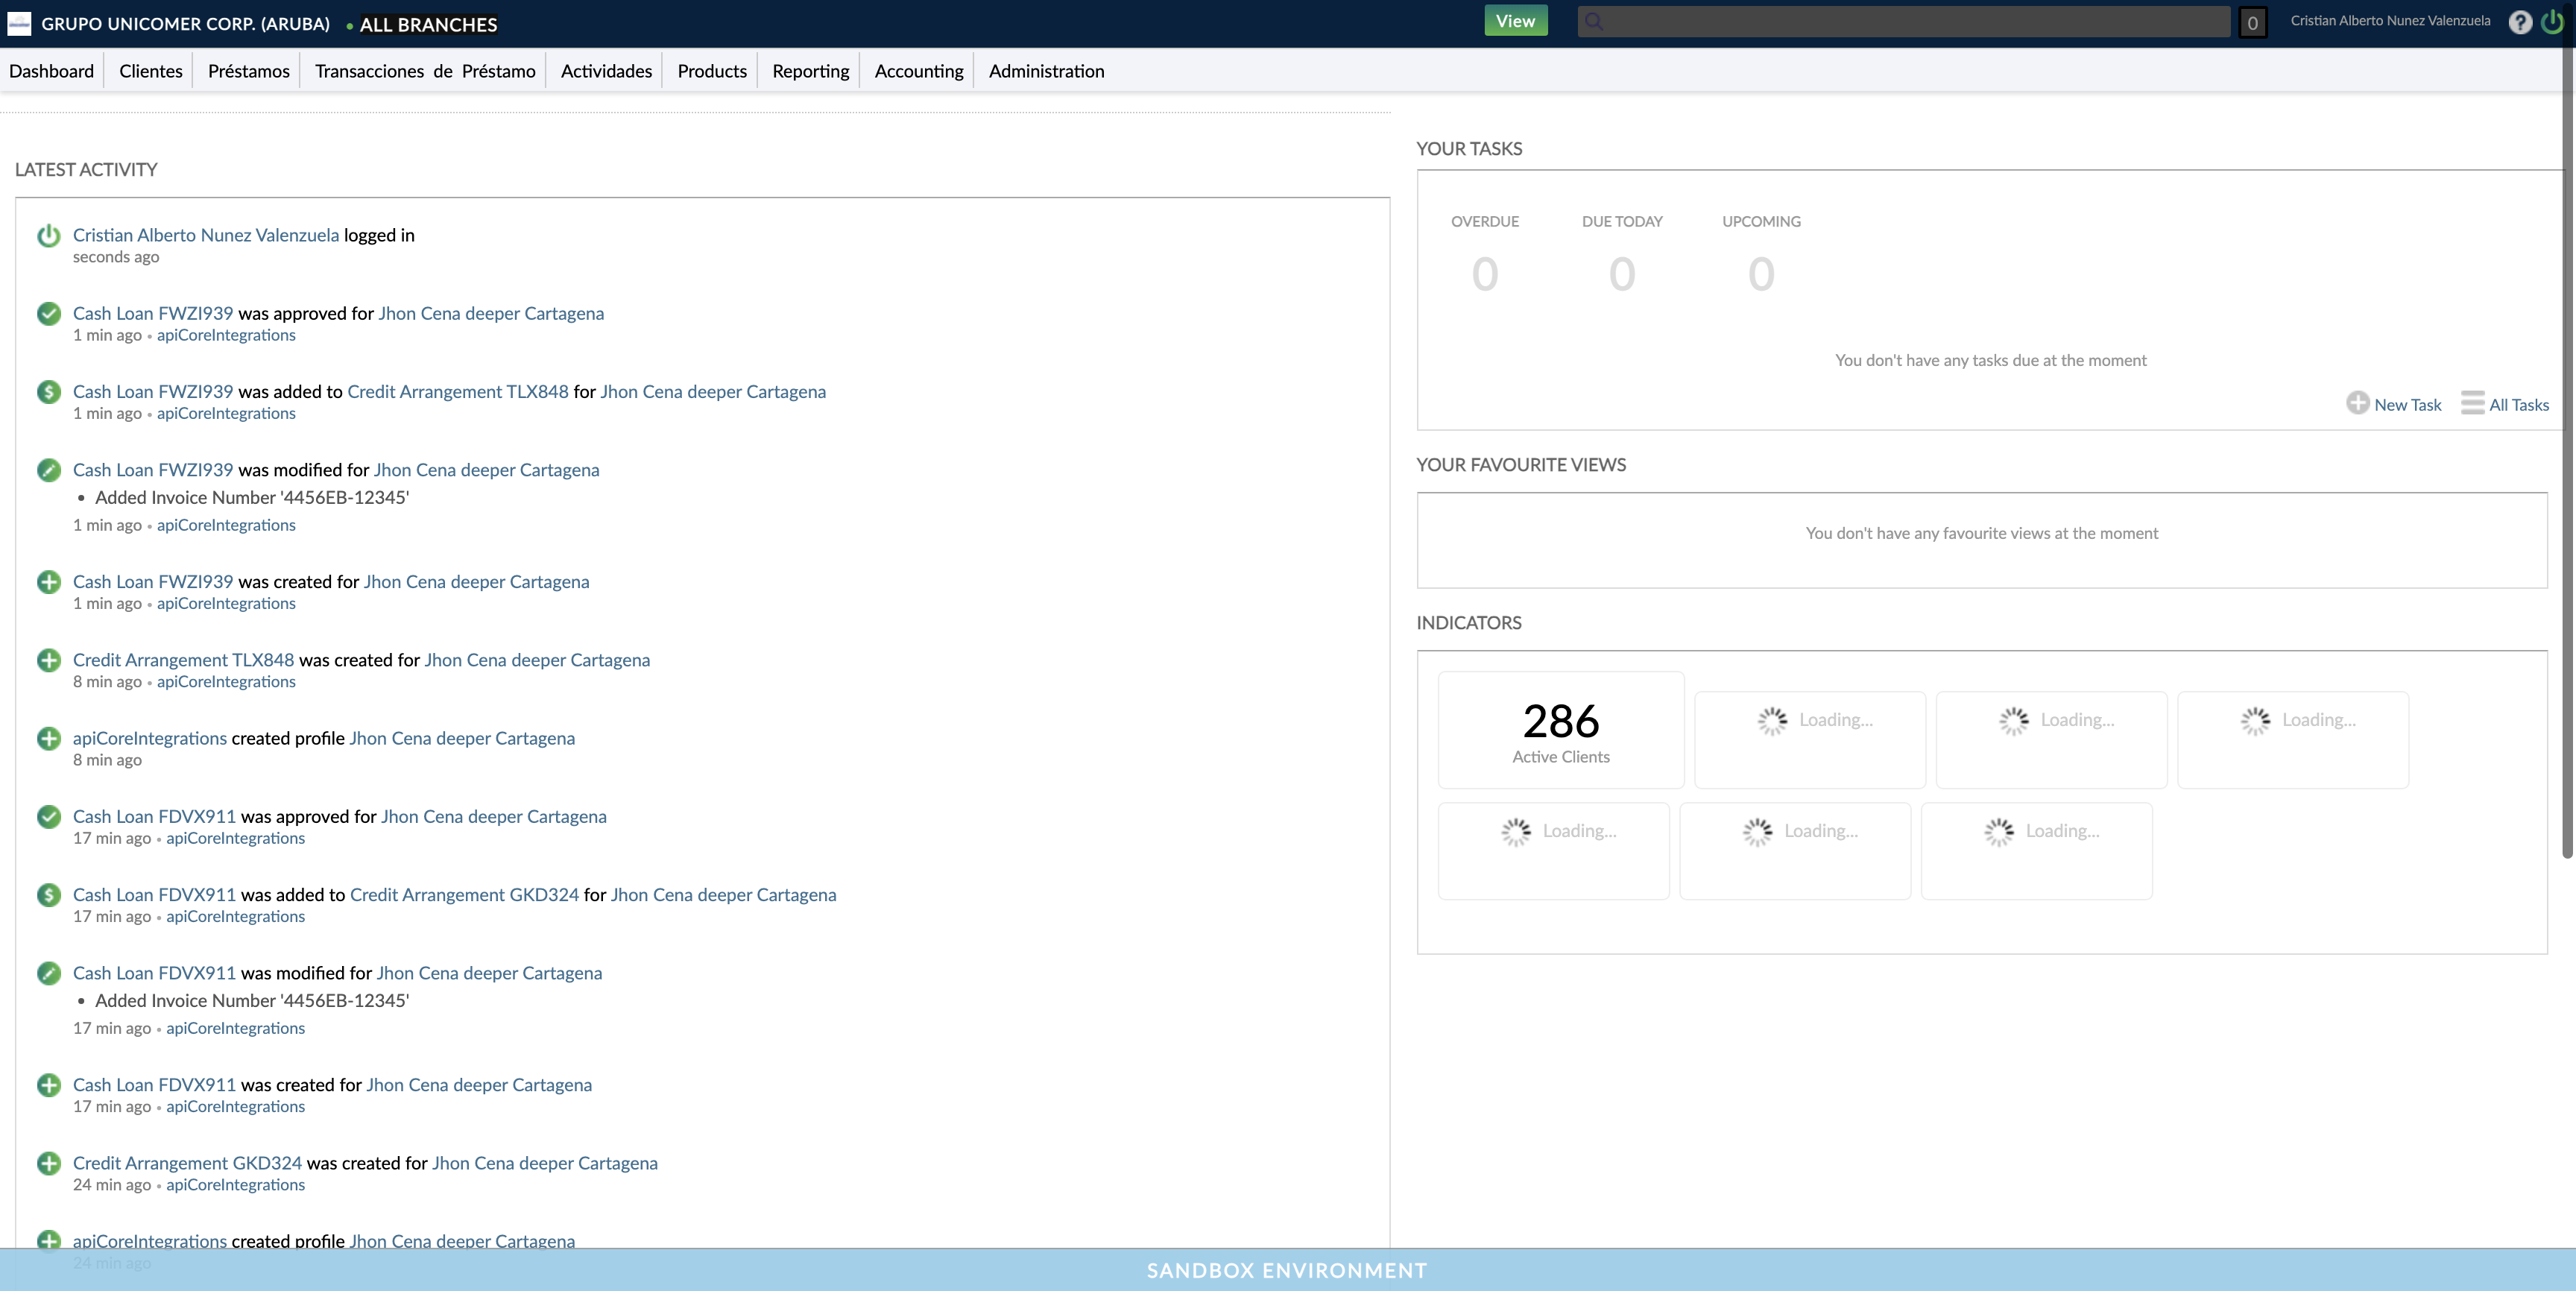 GRUPO UNICOMER CORP. (ARUBA) • ALL BRANCHES
View
0
Cristian Alberto Nunez Valenzuela
?
Dashboard Clientes Préstamos Transacciones de Préstamo Actividades Products Reporting Accounting Administration
LATEST ACTIVITY
Cristian Alberto Nunez Valenzuela logged in
seconds ago
Cash Loan FWZI939 was approved for Jhon Cena deeper Cartagena
1 min ago • apiCoreIntegrations
Cash Loan FWZI939 was added to Credit Arrangement TLX848 for Jhon Cena deeper Cartagena
1 min ago • apiCoreIntegrations
Cash Loan FWZI939 was modified for Jhon Cena deeper Cartagena
• Added Invoice Number '4456EB-12345'
1 min ago • apiCoreIntegrations
Cash Loan FWZI939 was created for Jhon Cena deeper Cartagena
1 min ago • apiCoreIntegrations
Credit Arrangement TLX848 was created for Jhon Cena deeper Cartagena
8 min ago • apiCoreIntegrations
apiCoreIntegrations created profile Jhon Cena deeper Cartagena
8 min ago
Cash Loan FDVX911 was approved for Jhon Cena deeper Cartagena
17 min ago • apiCoreIntegrations
Cash Loan FDVX911 was added to Credit Arrangement GKD324 for Jhon Cena deeper Cartagena
17 min ago • apiCoreIntegrations
Cash Loan FDVX911 was modified for Jhon Cena deeper Cartagena
• Added Invoice Number '4456EB-12345'
17 min ago • apiCoreIntegrations
Cash Loan FDVX911 was created for Jhon Cena deeper Cartagena
17 min ago • apiCoreIntegrations
Credit Arrangement GKD324 was created for Jhon Cena deeper Cartagena
24 min ago • apiCoreIntegrations
apiCoreIntegrations created profile Jhon Cena deeper Cartagena
24 min ago
YOUR TASKS
OVERDUE DUE TODAY UPCOMING
0 0 0
You don't have any tasks due at the moment
New Task All Tasks
YOUR FAVOURITE VIEWS
You don't have any favourite views at the moment
INDICATORS
286
Active Clients
Loading... Loading... Loading...
Loading... Loading... Loading...
SANDBOX ENVIRONMENT